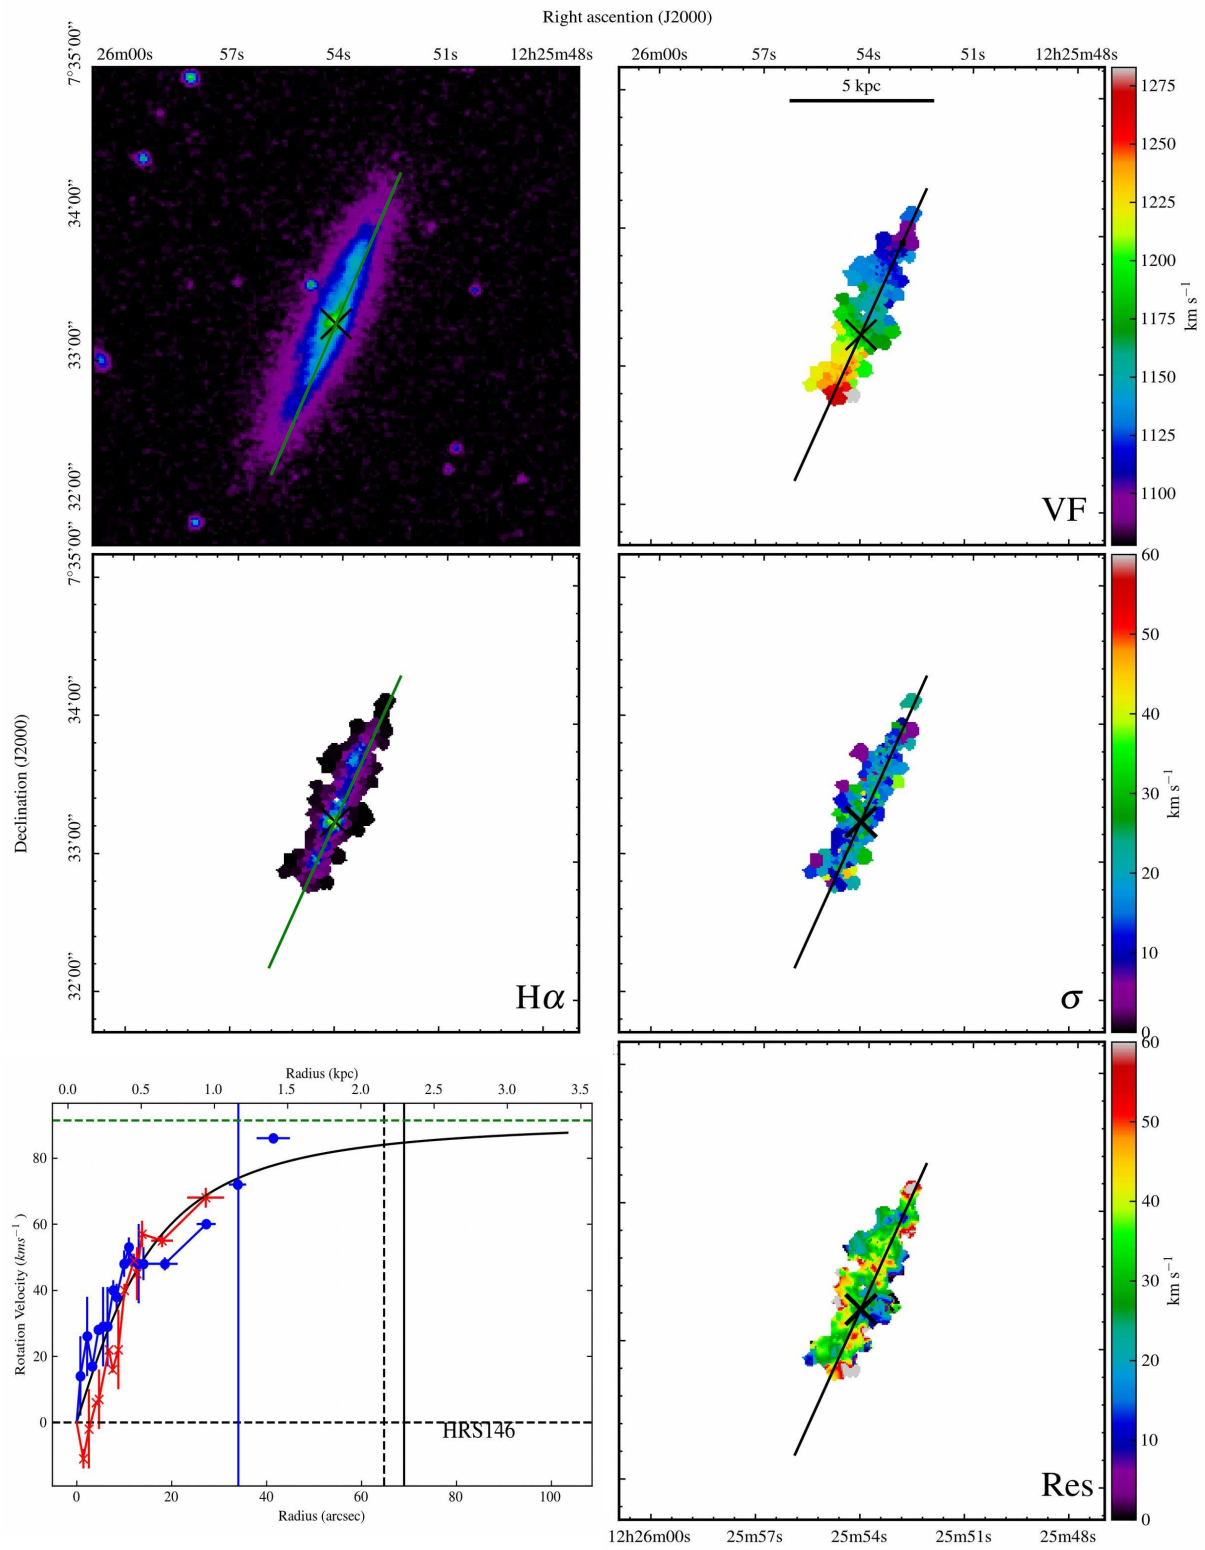 Right ascention (J2000)
26m00s 57s 54s 51s 12h25m48s
26m00s 57s 54s 51s 12h25m48s
7°35'00"
34'00"
33'00"
32'00"
5 kpc
VF
1275
1250
1225
1200
1175
1150
1125
1100
km s⁻¹
Declination (J2000)
7°35'00"
34'00"
33'00"
32'00"
Hα
σ
60
50
40
30
20
10
0
km s⁻¹
Radius (kpc)
0.0 0.5 1.0 1.5 2.0 2.5 3.0 3.5
Rotation Velocity (kms⁻¹)
80
60
40
20
0
HRS146
0 20 40 60 80 100
Radius (arcsec)
Res
60
50
40
30
20
10
0
km s⁻¹
12h26m00s 25m57s 25m54s 25m51s 25m48s